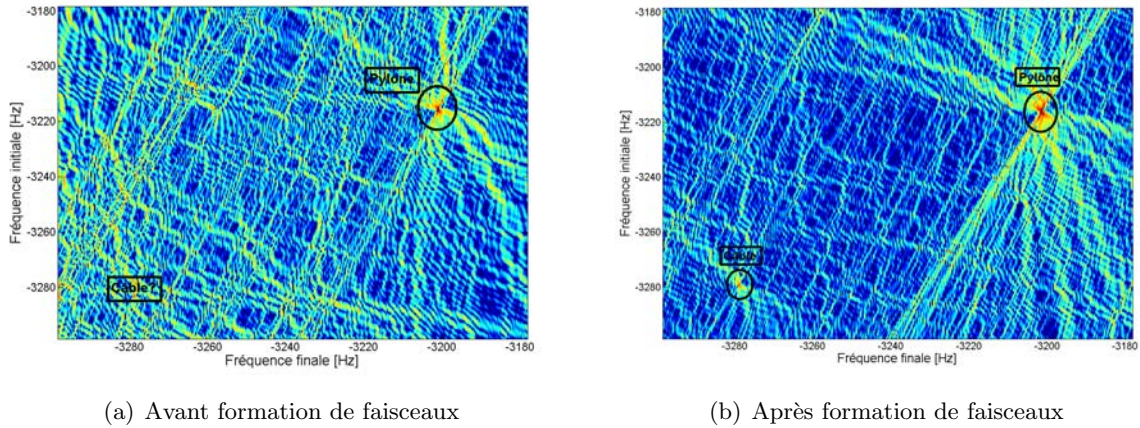 -3180
-3200
-3220
-3240
-3260
-3280
Fréquence initiale [Hz]
Pylone
Cable?
-3280 -3260 -3240 -3220 -3200 -3180
Fréquence finale [Hz]
(a) Avant formation de faisceaux
-3180
-3200
-3220
-3240
-3260
-3280
Fréquence initiale [Hz]
Pylone
Cable
-3280 -3260 -3240 -3220 -3200 -3180
Fréquence finale [Hz]
(b) Après formation de faisceaux